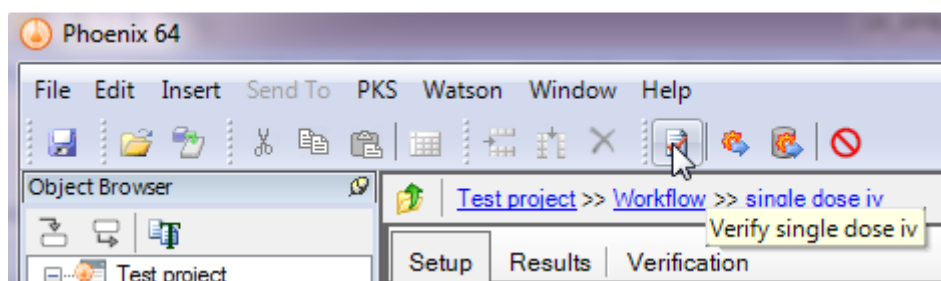 Phoenix 64
File Edit Insert Send To PKS Watson Window Help
Object Browser
Test project >> Workflow >> single dose iv
Verify single dose iv
Setup Results Verification
Test project